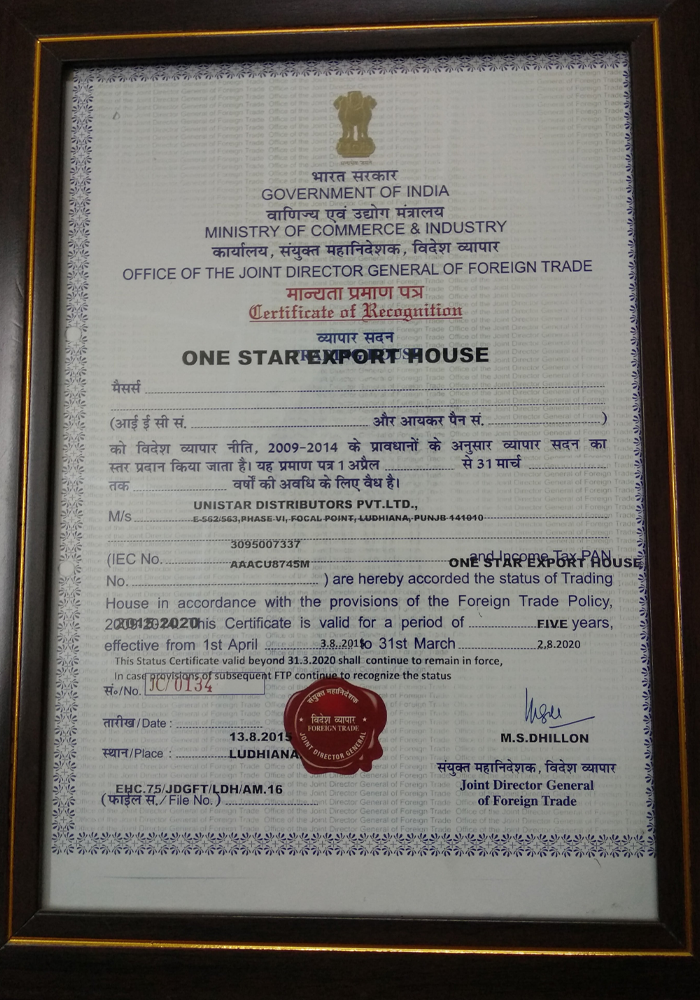 भारत सरकार
GOVERNMENT OF INDIA
वाणिज्य एवं उद्योग मंत्रालय
MINISTRY OF COMMERCE & INDUSTRY
कार्यालय, संयुक्त महानिदेशक, विदेश व्यापार
OFFICE OF THE JOINT DIRECTOR GENERAL OF FOREIGN TRADE
मान्यता प्रमाण पत्र
Certificate of Recognition
व्यापार सदन
ONE STAR EXPORT HOUSE
मैसर्स
(आई ई सी सं. और आयकर पैन सं. )
को विदेश व्यापार नीति, 2009-2014 के प्रावधानों के अनुसार व्यापार सदन का
स्तर प्रदान किया जाता है। यह प्रमाण पत्र 1 अप्रैल से 31 मार्च
तक वर्षों की अवधि के लिए वैध है।
UNISTAR DISTRIBUTORS PVT.LTD.,
M/s E-562/563,PHASE-VI, FOCAL POINT, LUDHIANA, PUNJB 141010
3095007337
(IEC No. and Income Tax PAN
AAACU8745M ONE STAR EXPORT HOUSE
No. ) are hereby accorded the status of Trading
House in accordance with the provisions of the Foreign Trade Policy,
2015-2020 This Certificate is valid for a period of FIVE years,
effective from 1st April 3.8..2015 to 31st March 2,8.2020
This Status Certificate valid beyond 31.3.2020 shall continue to remain in force,
In case provisions of subsequent FTP continue to recognize the status
सं०/No. JC/ 0134
संयुक्त महानिदेशक
विदेश व्यापार
FOREIGN TRADE
JOINT DIRECTOR GENERAL
तारीख/Date : 13.8.2015
स्थान/Place : LUDHIANA
M.S.DHILLON
संयुक्त महानिदेशक, विदेश व्यापार
Joint Director General
of Foreign Trade
EHC.75/JDGFT/LDH/AM.16
(फाईल सं./File No.)